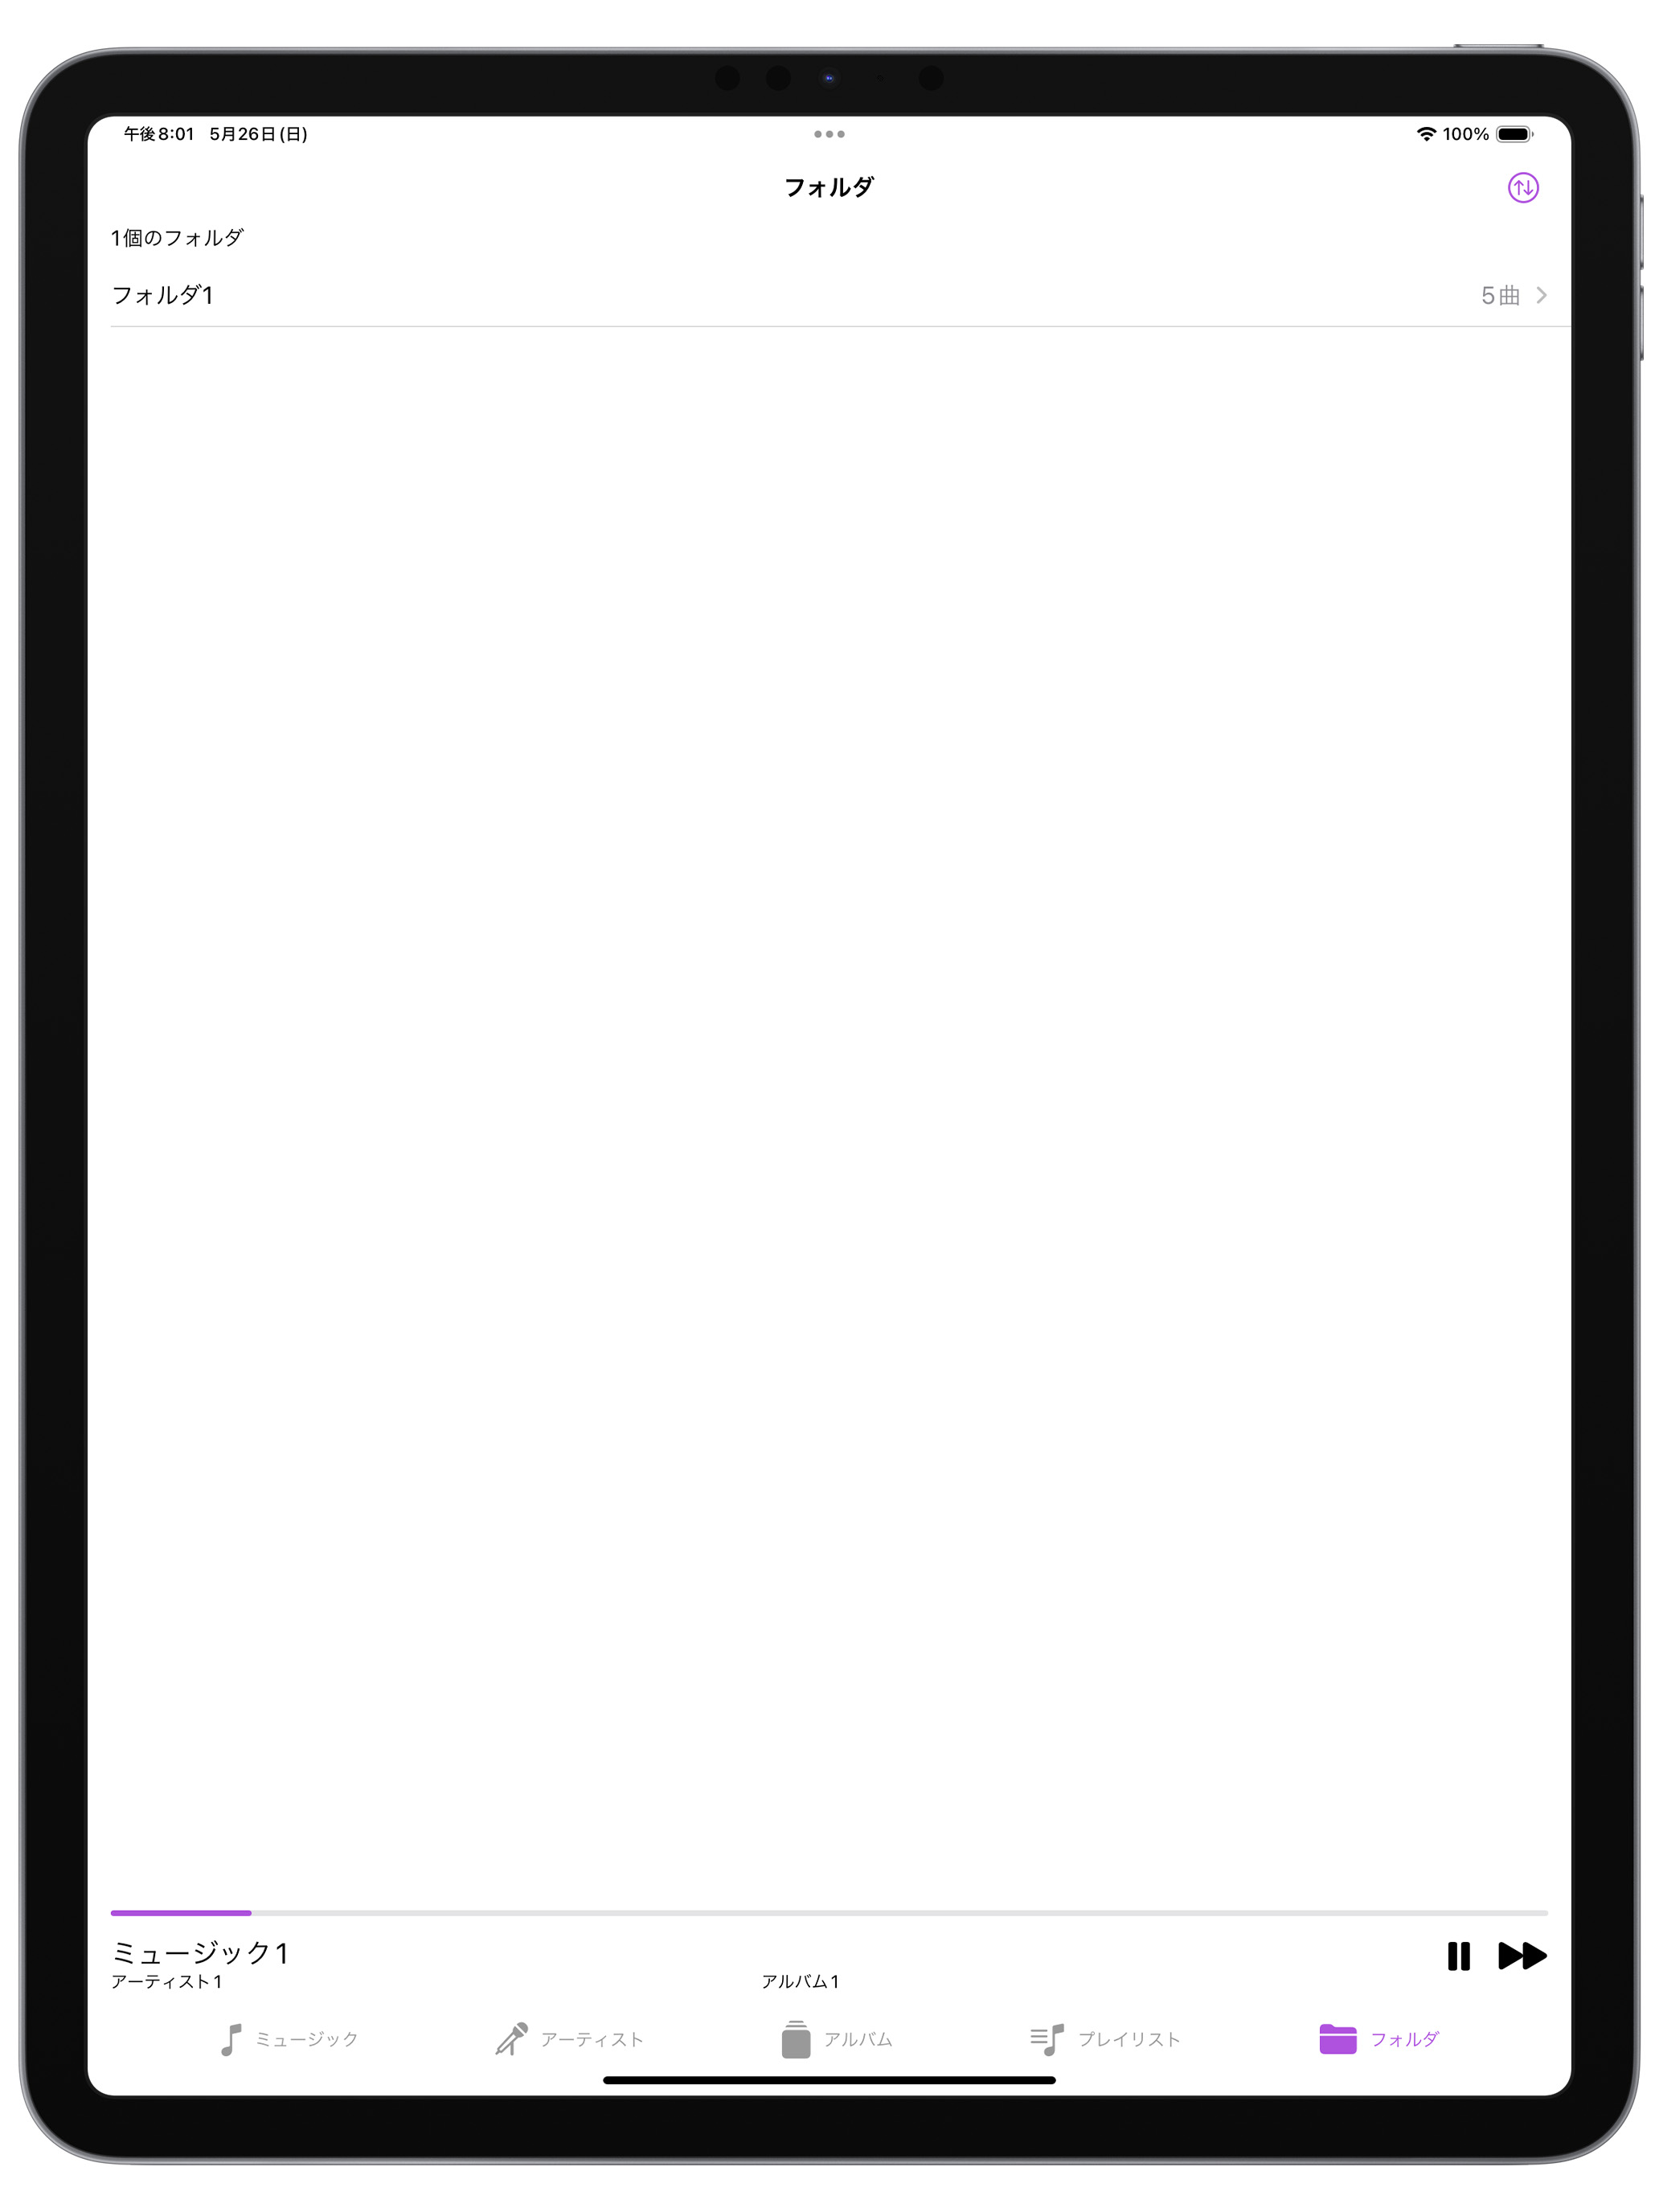 午後8:01 5月26日(日) 100%
フォルダ
1個のフォルダ
フォルダ1 5曲
ミュージック1
アーティスト1 アルバム1
ミュージック アーティスト アルバム プレイリスト フォルダ